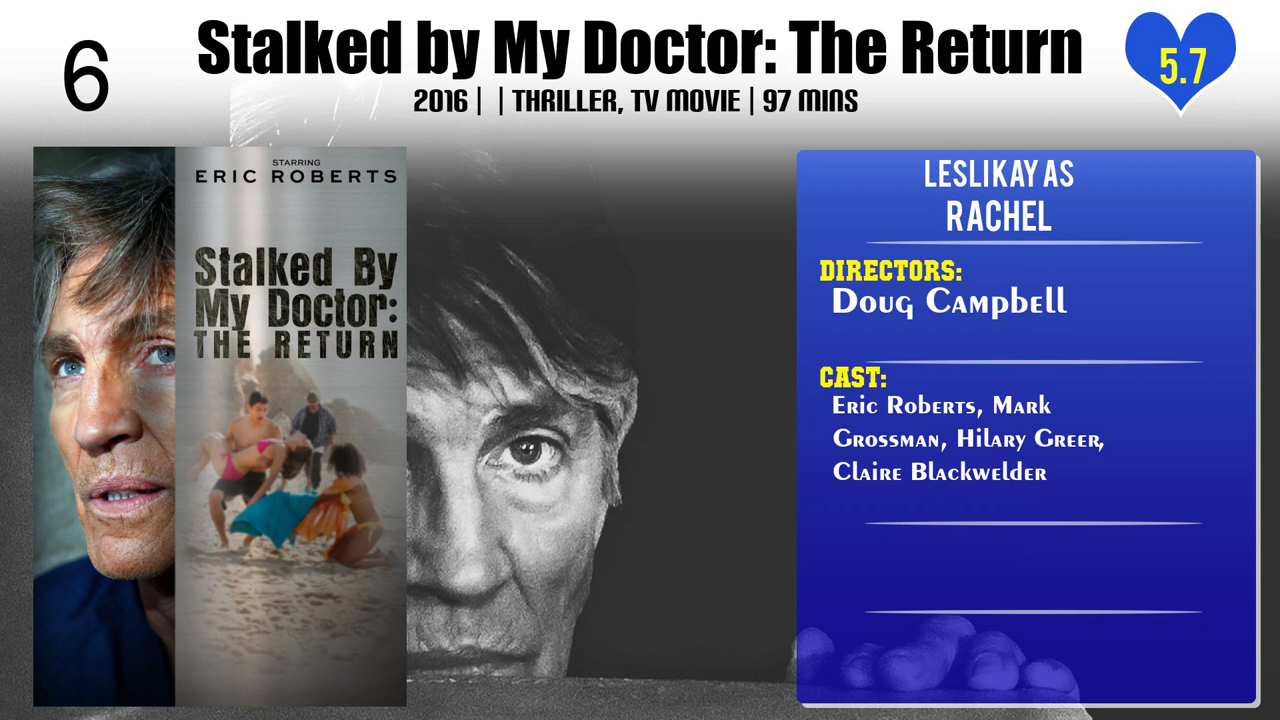 6
Stalked by My Doctor: The Return
5.7
2016 | | THRILLER, TV MOVIE | 97 MINS
STARRING
ERIC ROBERTS
Stalked By
My Doctor:
THE RETURN
LESLI KAY AS
RACHEL
DIRECTORS:
Doug Campbell
CAST:
Eric Roberts, Mark
Grossman, Hilary Greer,
Claire Blackwelder